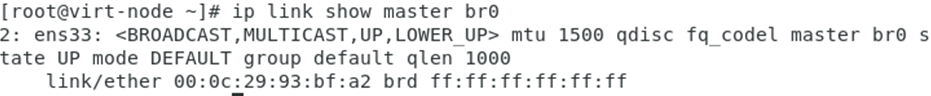 [root@virt-node ~]# ip link show master br0
2: ens33: <BROADCAST,MULTICAST,UP,LOWER_UP> mtu 1500 qdisc fq_codel master br0 s
tate UP mode DEFAULT group default qlen 1000
    link/ether 00:0c:29:93:bf:a2 brd ff:ff:ff:ff:ff:ff